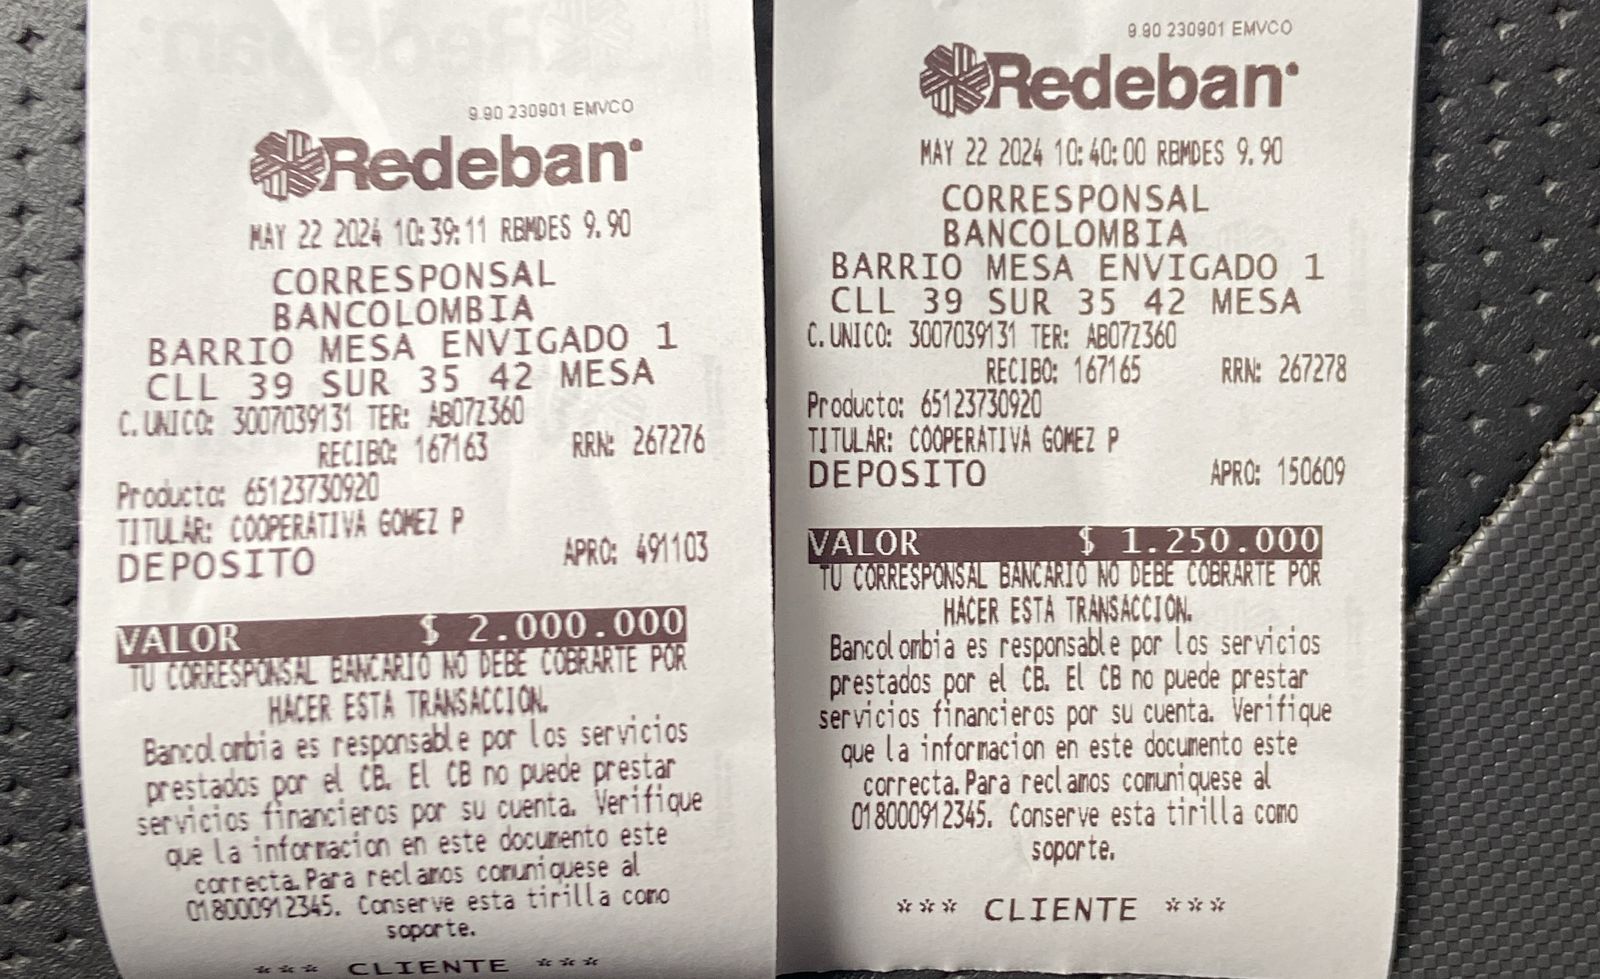 9.90 230901 EMVCO
Redeban
MAY 22 2024 10:39:11 RBMDES 9.90
CORRESPONSAL
BANCOLOMBIA
BARRIO MESA ENVIGADO 1
CLL 39 SUR 35 42 MESA
C.UNICO: 3007039131 TER: AB07Z360
RECIBO: 167163 RRN: 267276
Producto: 65123730920
TITULAR: COOPERATIVA GOMEZ P
DEPOSITO APRO: 491103
VALOR $ 2.000.000
TU CORRESPONSAL BANCARIO NO DEBE COBRARTE POR
HACER ESTA TRANSACCION.
Bancolombia es responsable por los servicios
prestados por el CB. El CB no puede prestar
servicios financieros por su cuenta. Verifique
que la informacion en este documento este
correcta.Para reclamos comuniquese al
018000912345. Conserve esta tirilla como
soporte.
*** CLIENTE ***
9.90 230901 EMVCO
Redeban
MAY 22 2024 10:40:00 RBMDES 9.90
CORRESPONSAL
BANCOLOMBIA
BARRIO MESA ENVIGADO 1
CLL 39 SUR 35 42 MESA
C.UNICO: 3007039131 TER: AB07Z360
RECIBO: 167165 RRN: 267278
Producto: 65123730920
TITULAR: COOPERATIVA GOMEZ P
DEPOSITO APRO: 150609
VALOR $ 1.250.000
TU CORRESPONSAL BANCARIO NO DEBE COBRARTE POR
HACER ESTA TRANSACCION.
Bancolombia es responsable por los servicios
prestados por el CB. El CB no puede prestar
servicios financieros por su cuenta. Verifique
que la informacion en este documento este
correcta.Para reclamos comuniquese al
018000912345. Conserve esta tirilla como
soporte.
*** CLIENTE ***